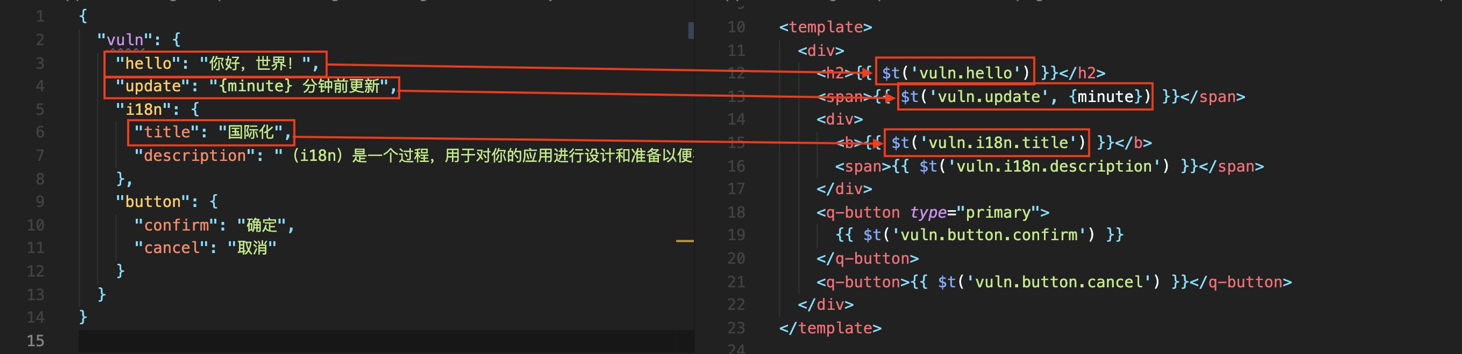 1 {
2 "vuln": {
3 "hello": "你好，世界！",
4 "update": "{minute} 分钟前更新",
5 "i18n": {
6 "title": "国际化",
7 "description": "（i18n）是一个过程，用于对你的应用进行设计和准备以便
8 },
9 "button": {
10 "confirm": "确定",
11 "cancel": "取消"
12 }
13 }
14 }
15
10 <template>
11 <div>
12 <h2>{{ $t('vuln.hello') }}</h2>
13 <span>{{ $t('vuln.update', {minute}) }}</span>
14 <div>
15 <b>{{ $t('vuln.i18n.title') }}</b>
16 <span>{{ $t('vuln.i18n.description') }}</span>
17 </div>
18 <q-button type="primary">
19 {{ $t('vuln.button.confirm') }}
20 </q-button>
21 <q-button>{{ $t('vuln.button.cancel') }}</q-button>
22 </div>
23 </template>
24